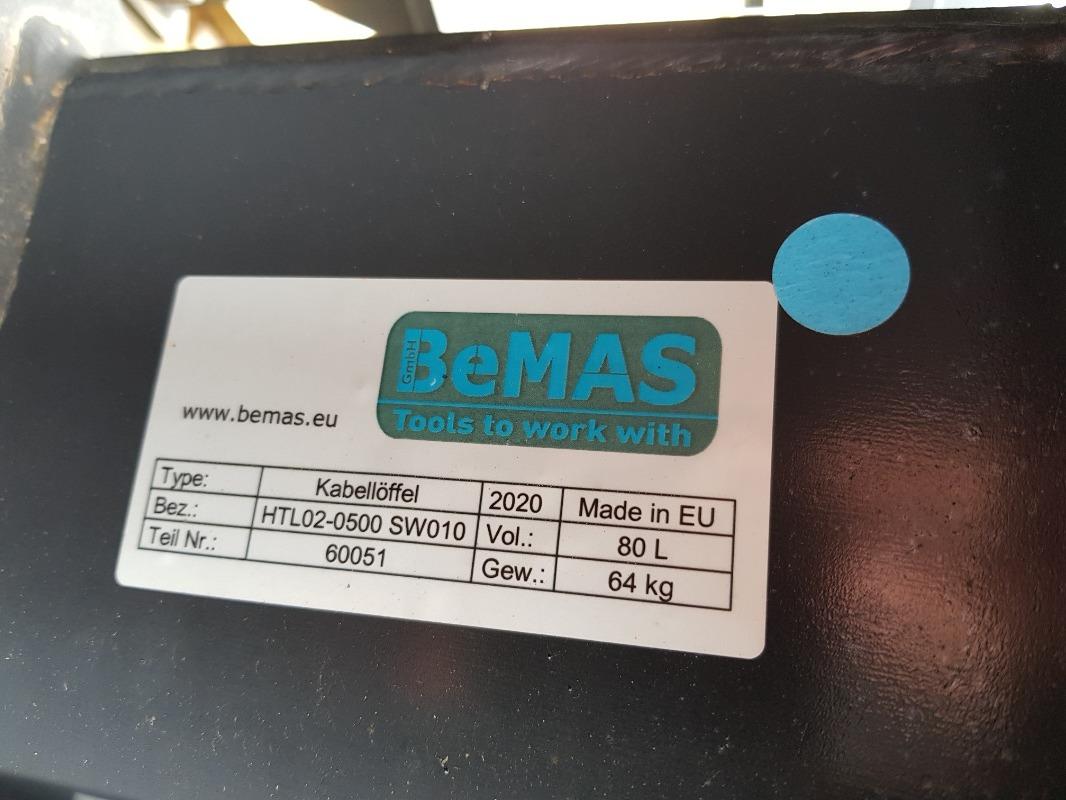 GmbH BeMAS
Tools to work with
www.bemas.eu
Type: Kabellöffel 2020 Made in EU
Bez.: HTL02-0500 SW010 Vol.: 80 L
Teil Nr.: 60051 Gew.: 64 kg